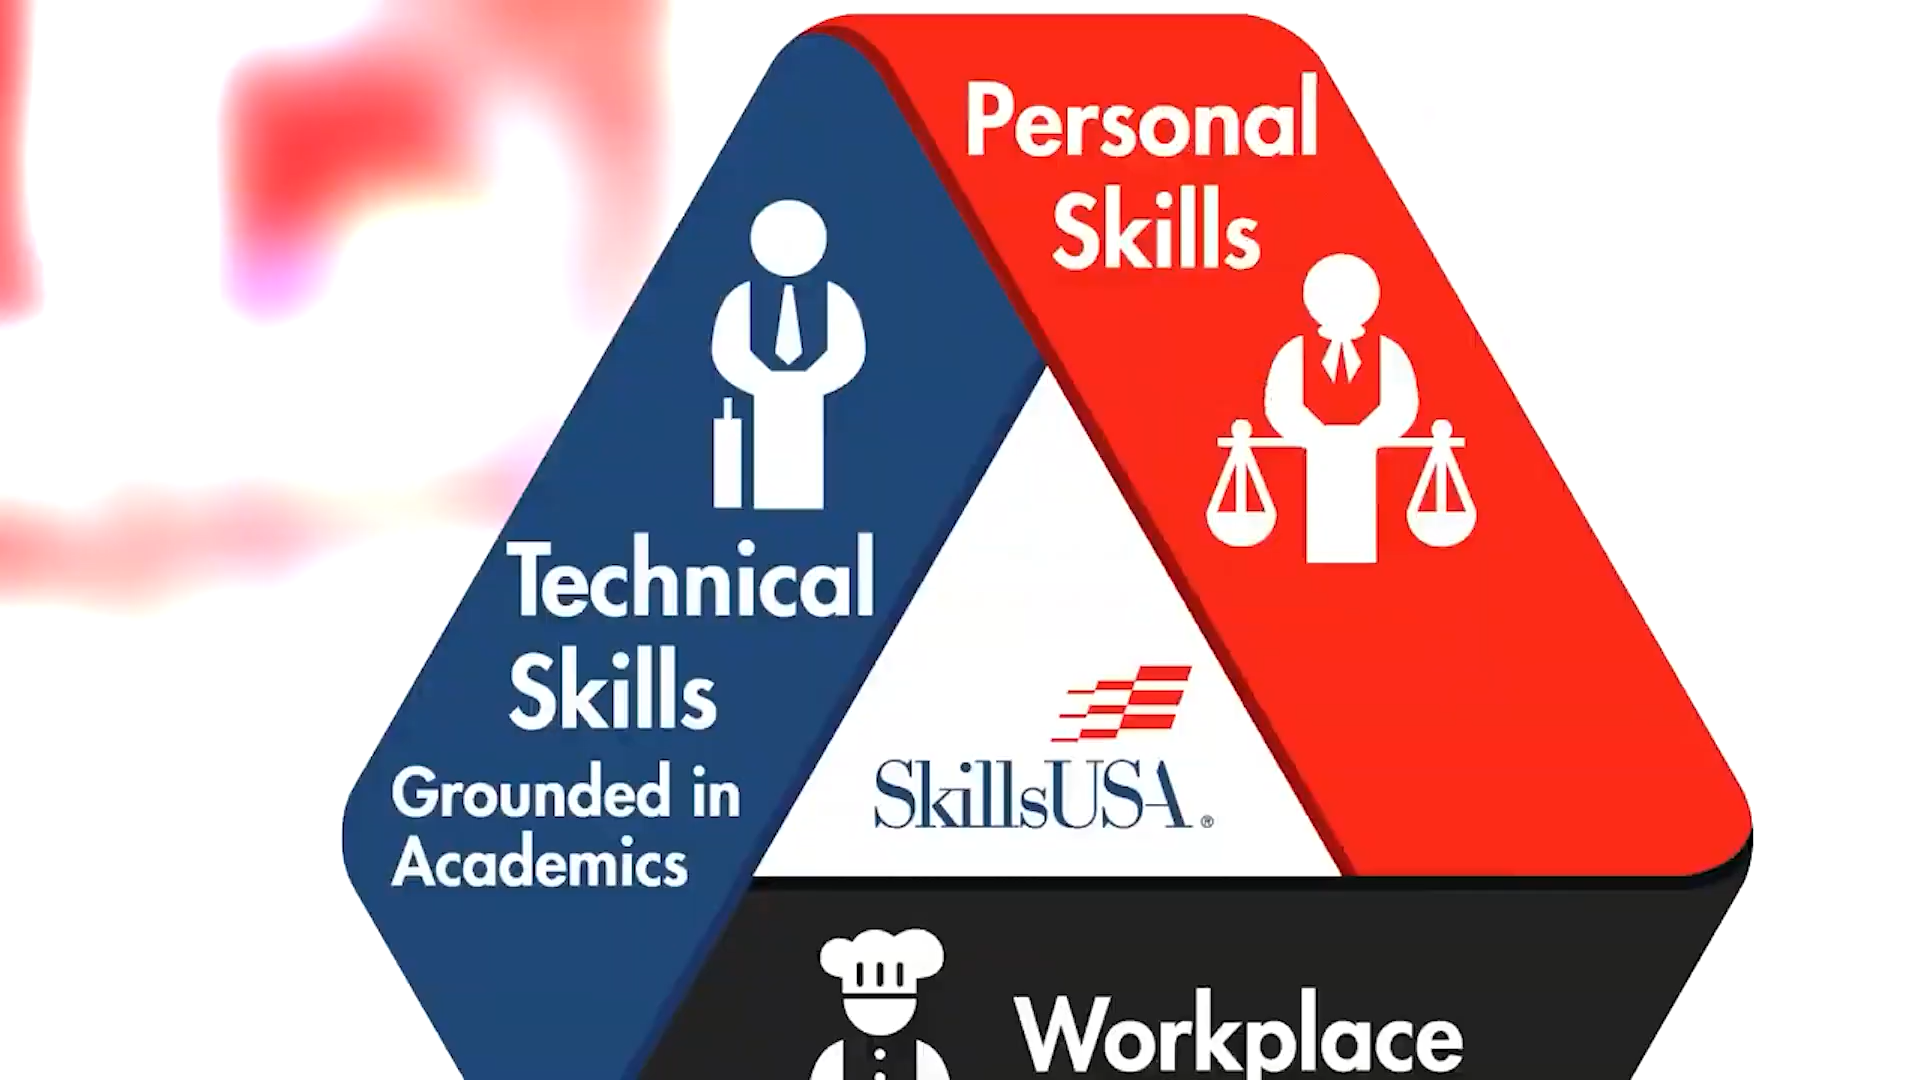 Personal
Skills
Technical
Skills
Grounded in
Academics
SkillsUSA®
Workplace